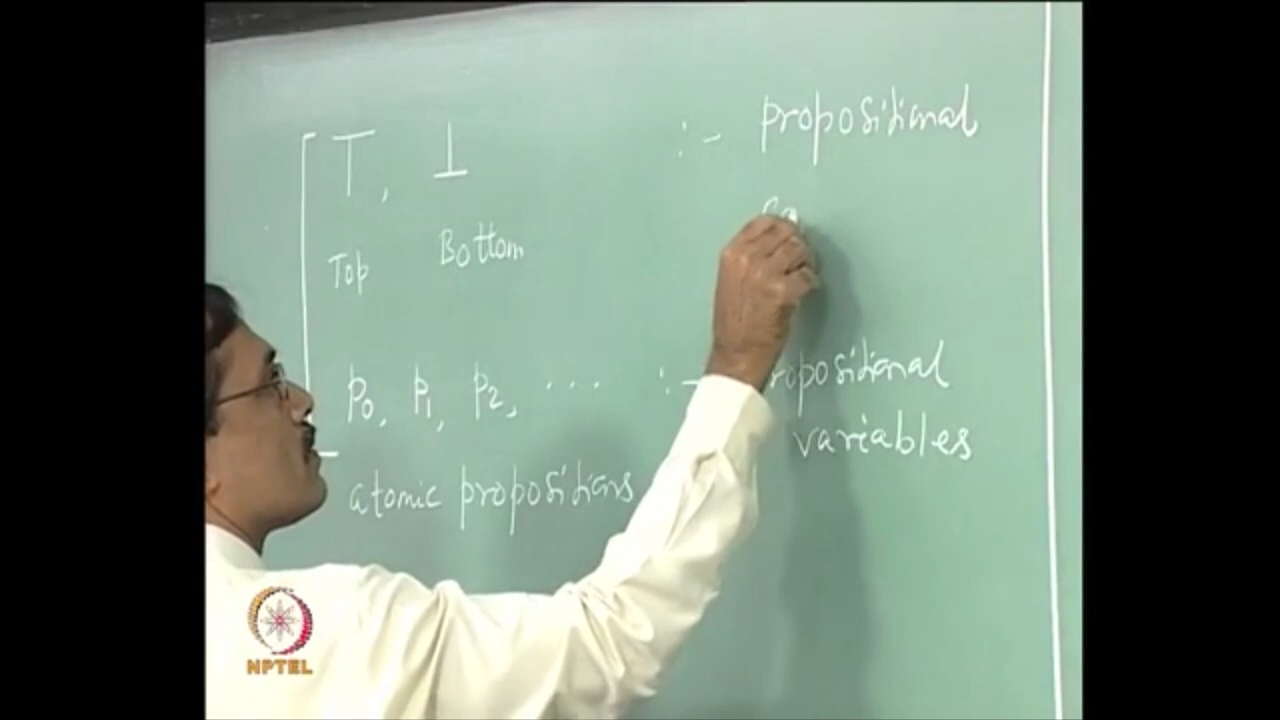 ⊤, ⊥ :- propositional
Top Bottom
p₀, p₁, p₂, ... :- propositional
variables
atomic propositions
NPTEL